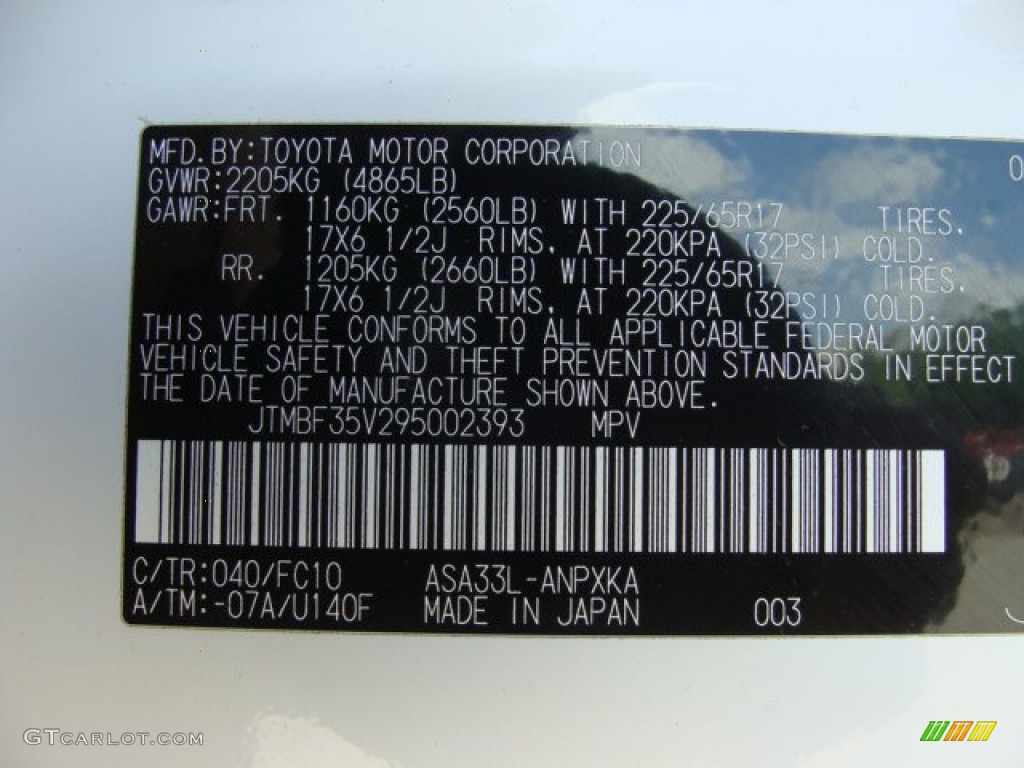 MFD.BY:TOYOTA MOTOR CORPORATION 0
GVWR:2205KG (4865LB)
GAWR:FRT. 1160KG (2560LB) WITH 225/65R17 TIRES,
17X6 1/2J RIMS, AT 220KPA (32PSI) COLD.
RR. 1205KG (2660LB) WITH 225/65R17 TIRES,
17X6 1/2J RIMS, AT 220KPA (32PSI) COLD.
THIS VEHICLE CONFORMS TO ALL APPLICABLE FEDERAL MOTOR
VEHICLE SAFETY AND THEFT PREVENTION STANDARDS IN EFFECT
THE DATE OF MANUFACTURE SHOWN ABOVE.
JTMBF35V295002393 MPV
C/TR:040/FC10 ASA33L-ANPXKA
A/TM:-07A/U140F MADE IN JAPAN 003
GTCARLOT.COM